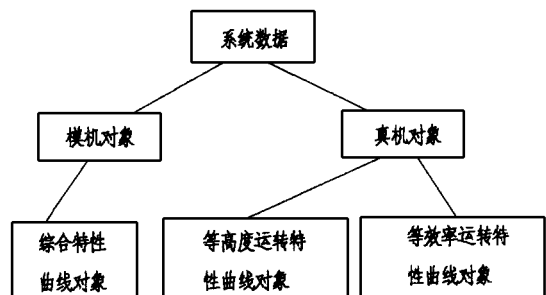 系统数据
模机对象
真机对象
综合特性
曲线对象
等高度运转特
性曲线对象
等效率运转特
性曲线对象